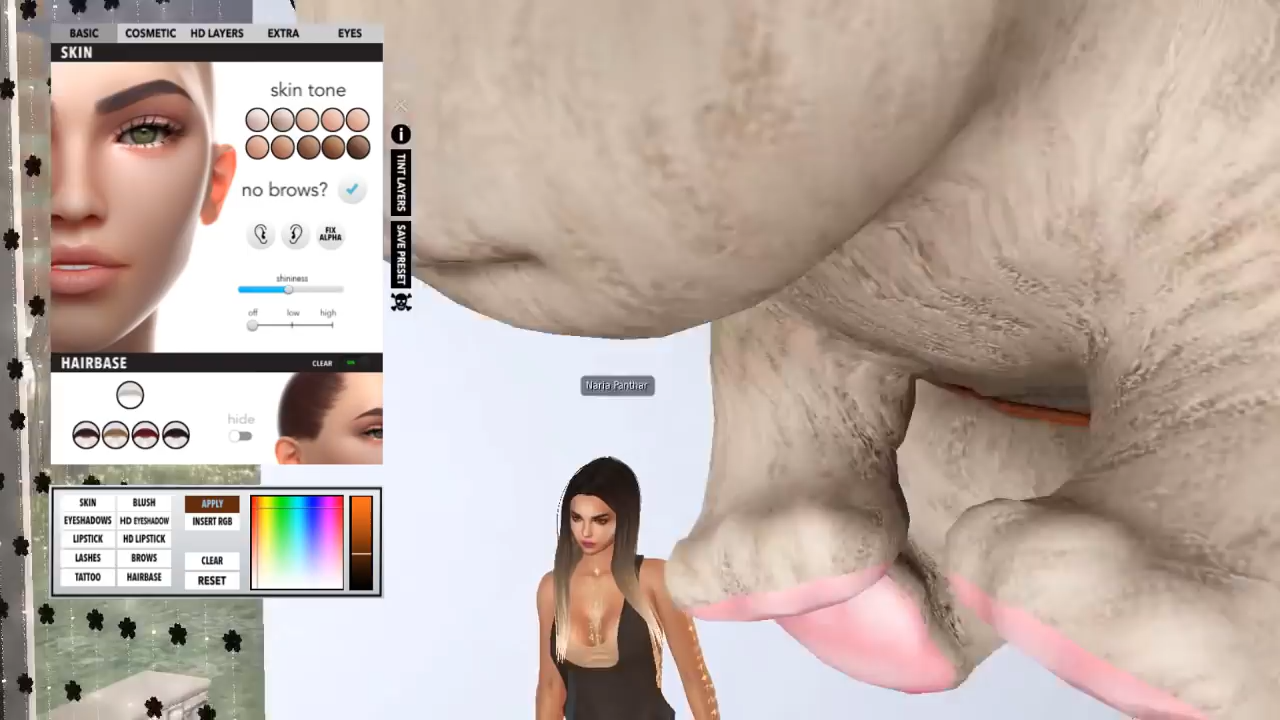 BASIC COSMETIC HD LAYERS EXTRA EYES
SKIN
skin tone
no brows?
FIX
ALPHA
shininess
off low high
i
TINT LAYERS
SAVE PRESET
HAIRBASE CLEAR
hide
SKIN BLUSH APPLY
EYESHADOWS HD EYESHADOW INSERT RGB
LIPSTICK HD LIPSTICK
LASHES BROWS CLEAR
TATTOO HAIRBASE RESET
Naria Panthar